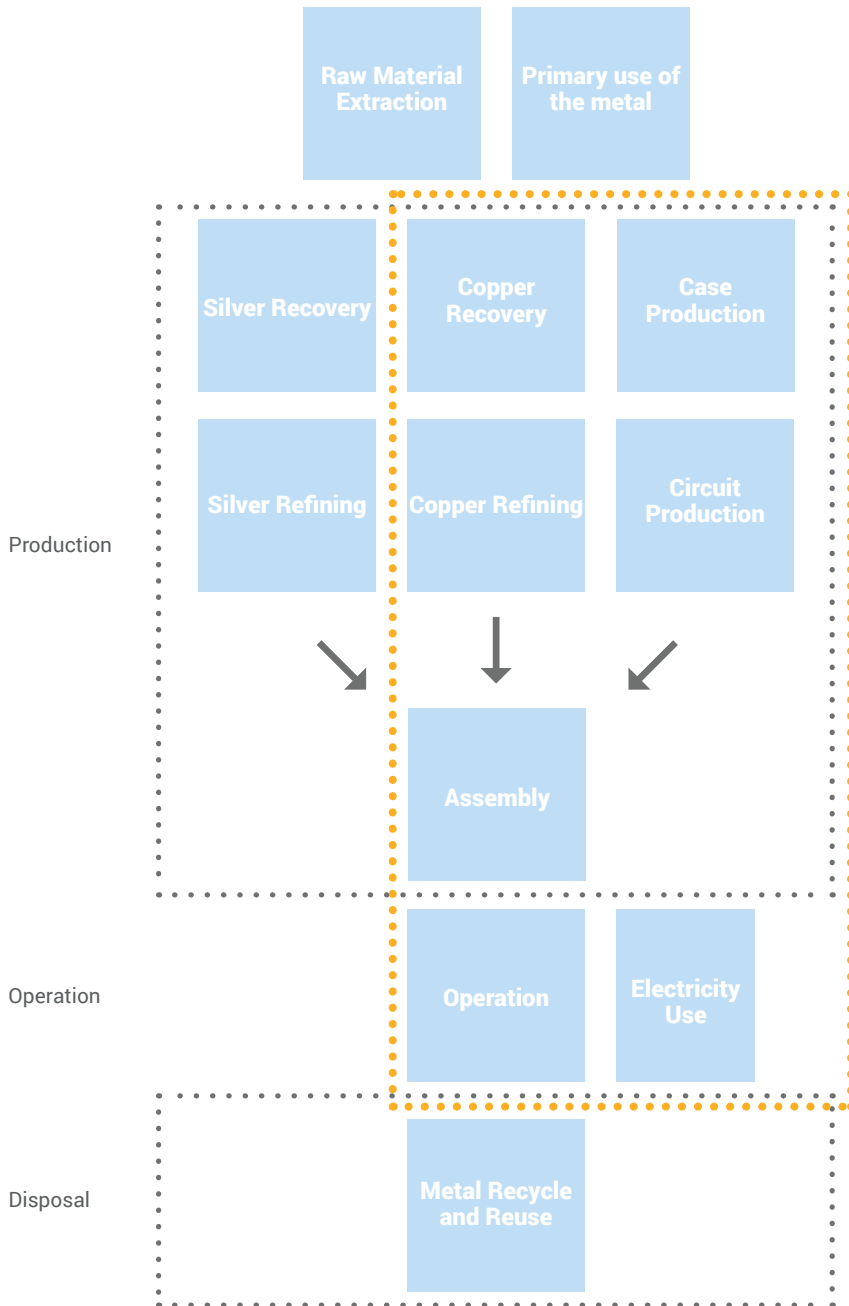 Raw Material
Extraction
Primary use of
the metal
Silver Recovery
Copper
Recovery
Case
Production
Production
Silver Refining
Copper Refining
Circuit
Production
Assembly
Operation
Operation
Electricity
Use
Disposal
Metal Recycle
and Reuse